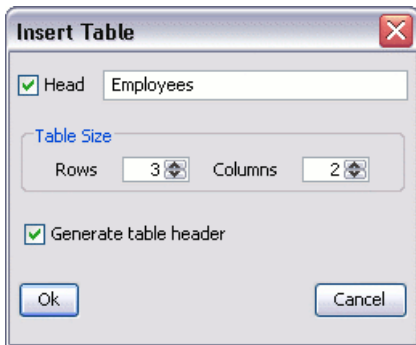 Insert Table
Head Employees
Table Size
Rows 3 Columns 2
Generate table header
Ok Cancel